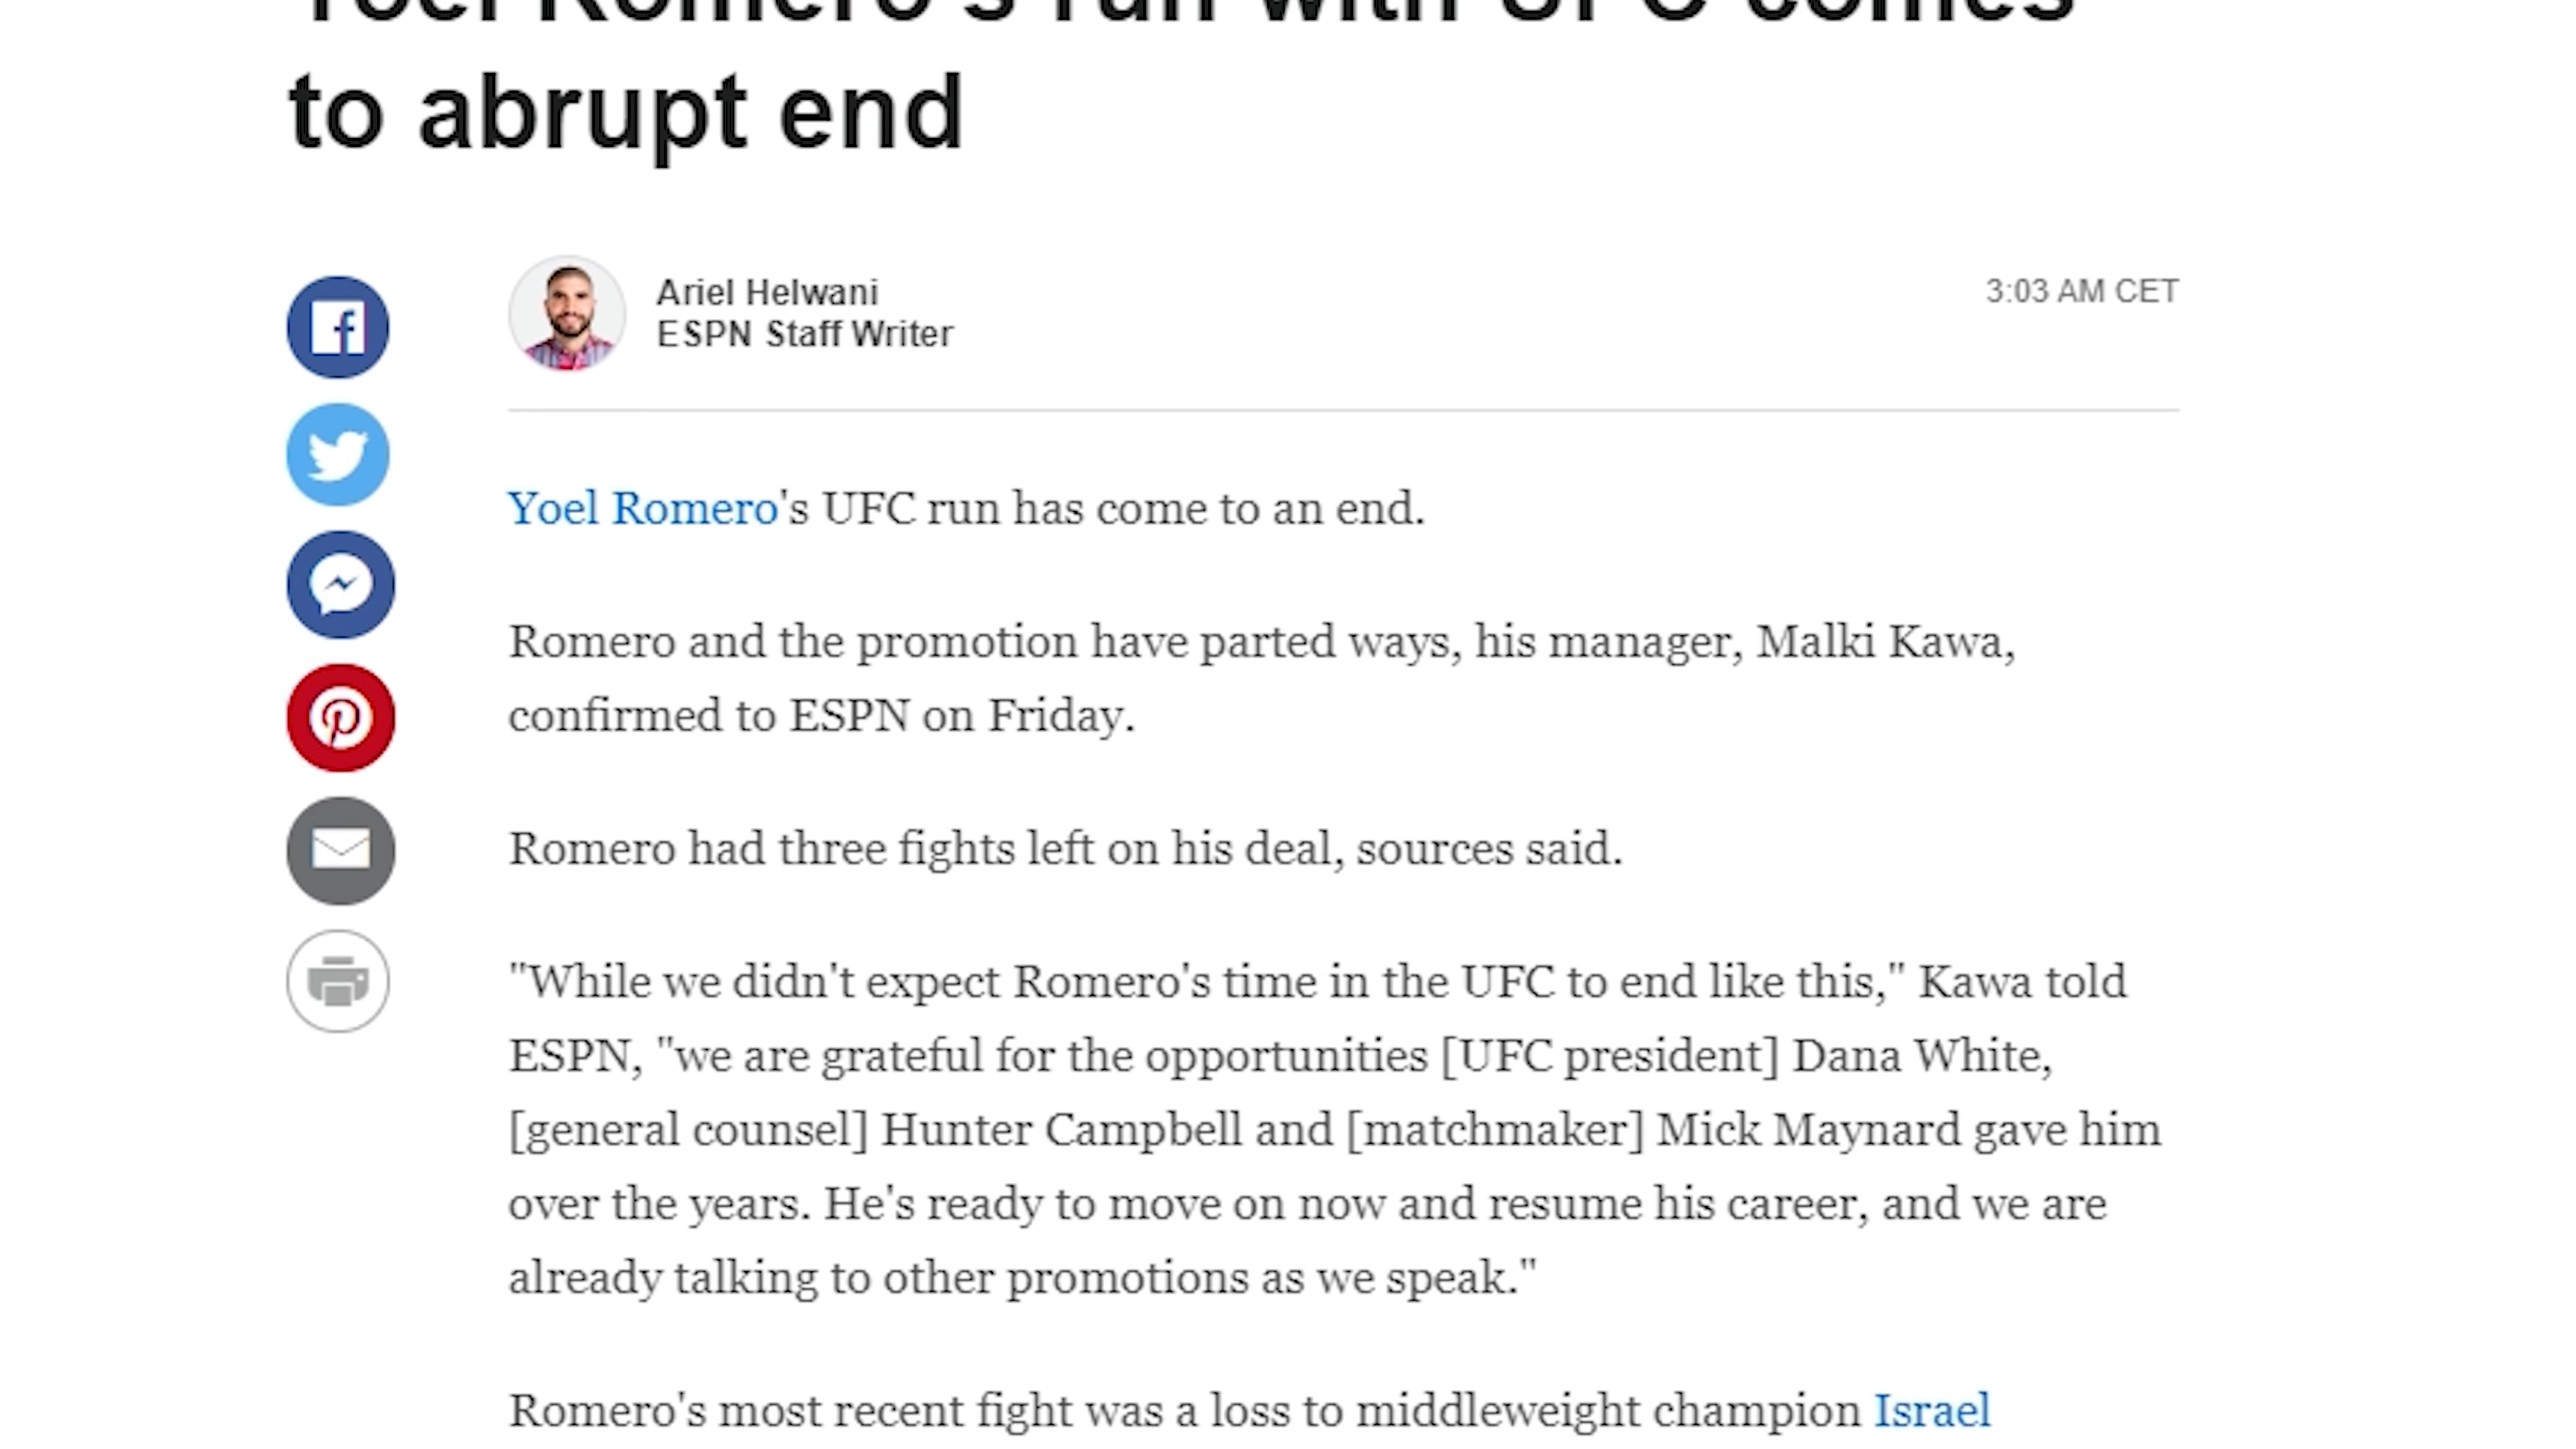 Yoel Romero's run with UFC comes
to abrupt end
Ariel Helwani
ESPN Staff Writer
3:03 AM CET
Yoel Romero's UFC run has come to an end.
Romero and the promotion have parted ways, his manager, Malki Kawa,
confirmed to ESPN on Friday.
Romero had three fights left on his deal, sources said.
"While we didn't expect Romero's time in the UFC to end like this," Kawa told
ESPN, "we are grateful for the opportunities [UFC president] Dana White,
[general counsel] Hunter Campbell and [matchmaker] Mick Maynard gave him
over the years. He's ready to move on now and resume his career, and we are
already talking to other promotions as we speak."
Romero's most recent fight was a loss to middleweight champion Israel